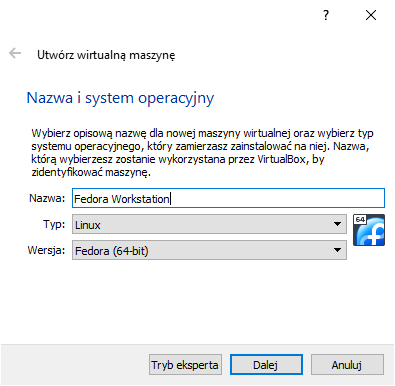 ?
Utwórz wirtualną maszynę
Nazwa i system operacyjny
Wybierz opisową nazwę dla nowej maszyny wirtualnej oraz wybierz typ
systemu operacyjnego, który zamierzasz zainstalować na niej. Nazwa,
którą wybierzesz zostanie wykorzystana przez VirtualBox, by
zidentyfikować maszynę.
Nazwa: Fedora Workstation
Typ: Linux
64
Wersja: Fedora (64-bit)
Tryb eksperta Dalej Anuluj